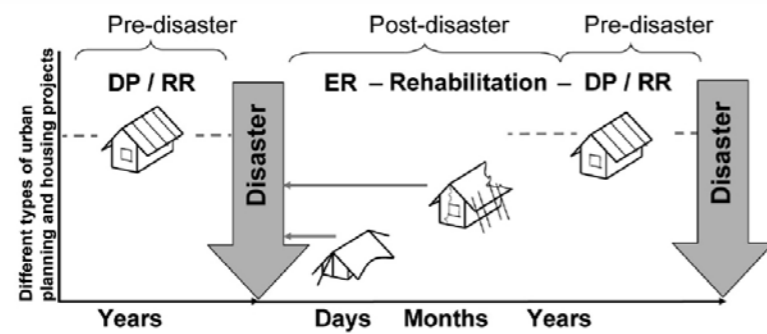 Pre-disaster
Post-disaster
Pre-disaster
DP / RR
ER – Rehabilitation – DP / RR
Different types of urban
planning and housing projects
Disaster
Disaster
Years
Days
Months
Years